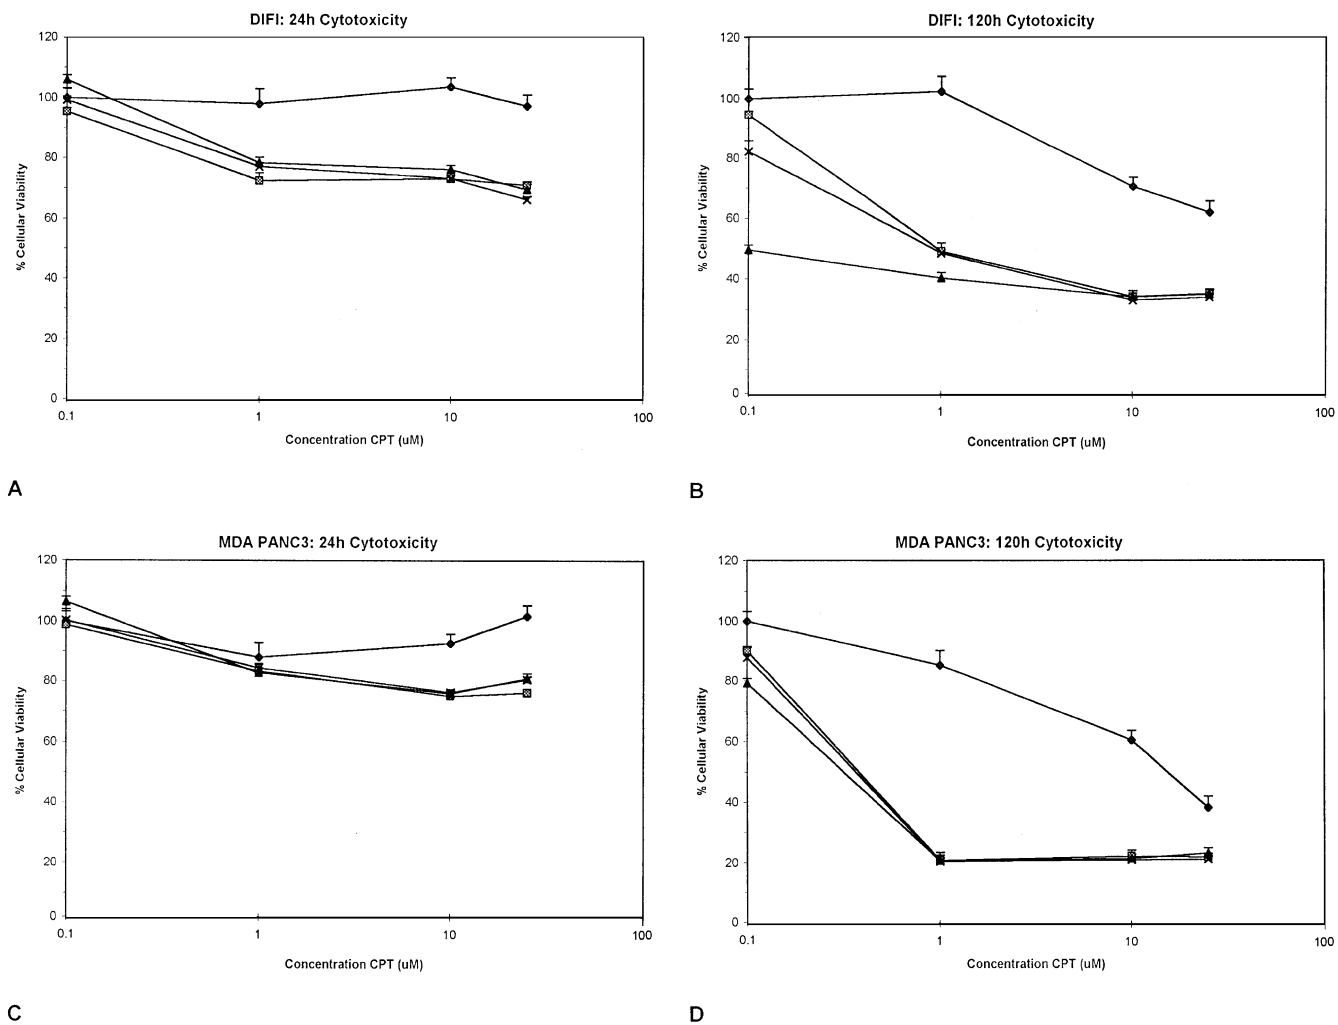 DIFI: 24h Cytotoxicity
120
100
80
60
40
20
0
% Cellular Viability
0.1
1
10
100
Concentration CPT (uM)
A
DIFI: 120h Cytotoxicity
120
100
80
60
40
20
0
% Cellular Viability
0.1
1
10
100
Concentration CPT (uM)
B
MDA PANC3: 24h Cytotoxicity
120
100
80
60
40
20
0
% Cellular Viability
0.1
1
10
100
Concentration CPT (uM)
C
MDA PANC3: 120h Cytotoxicity
120
100
80
60
40
20
0
% Cellular Viability
0.1
1
10
100
Concentration CPT (uM)
D